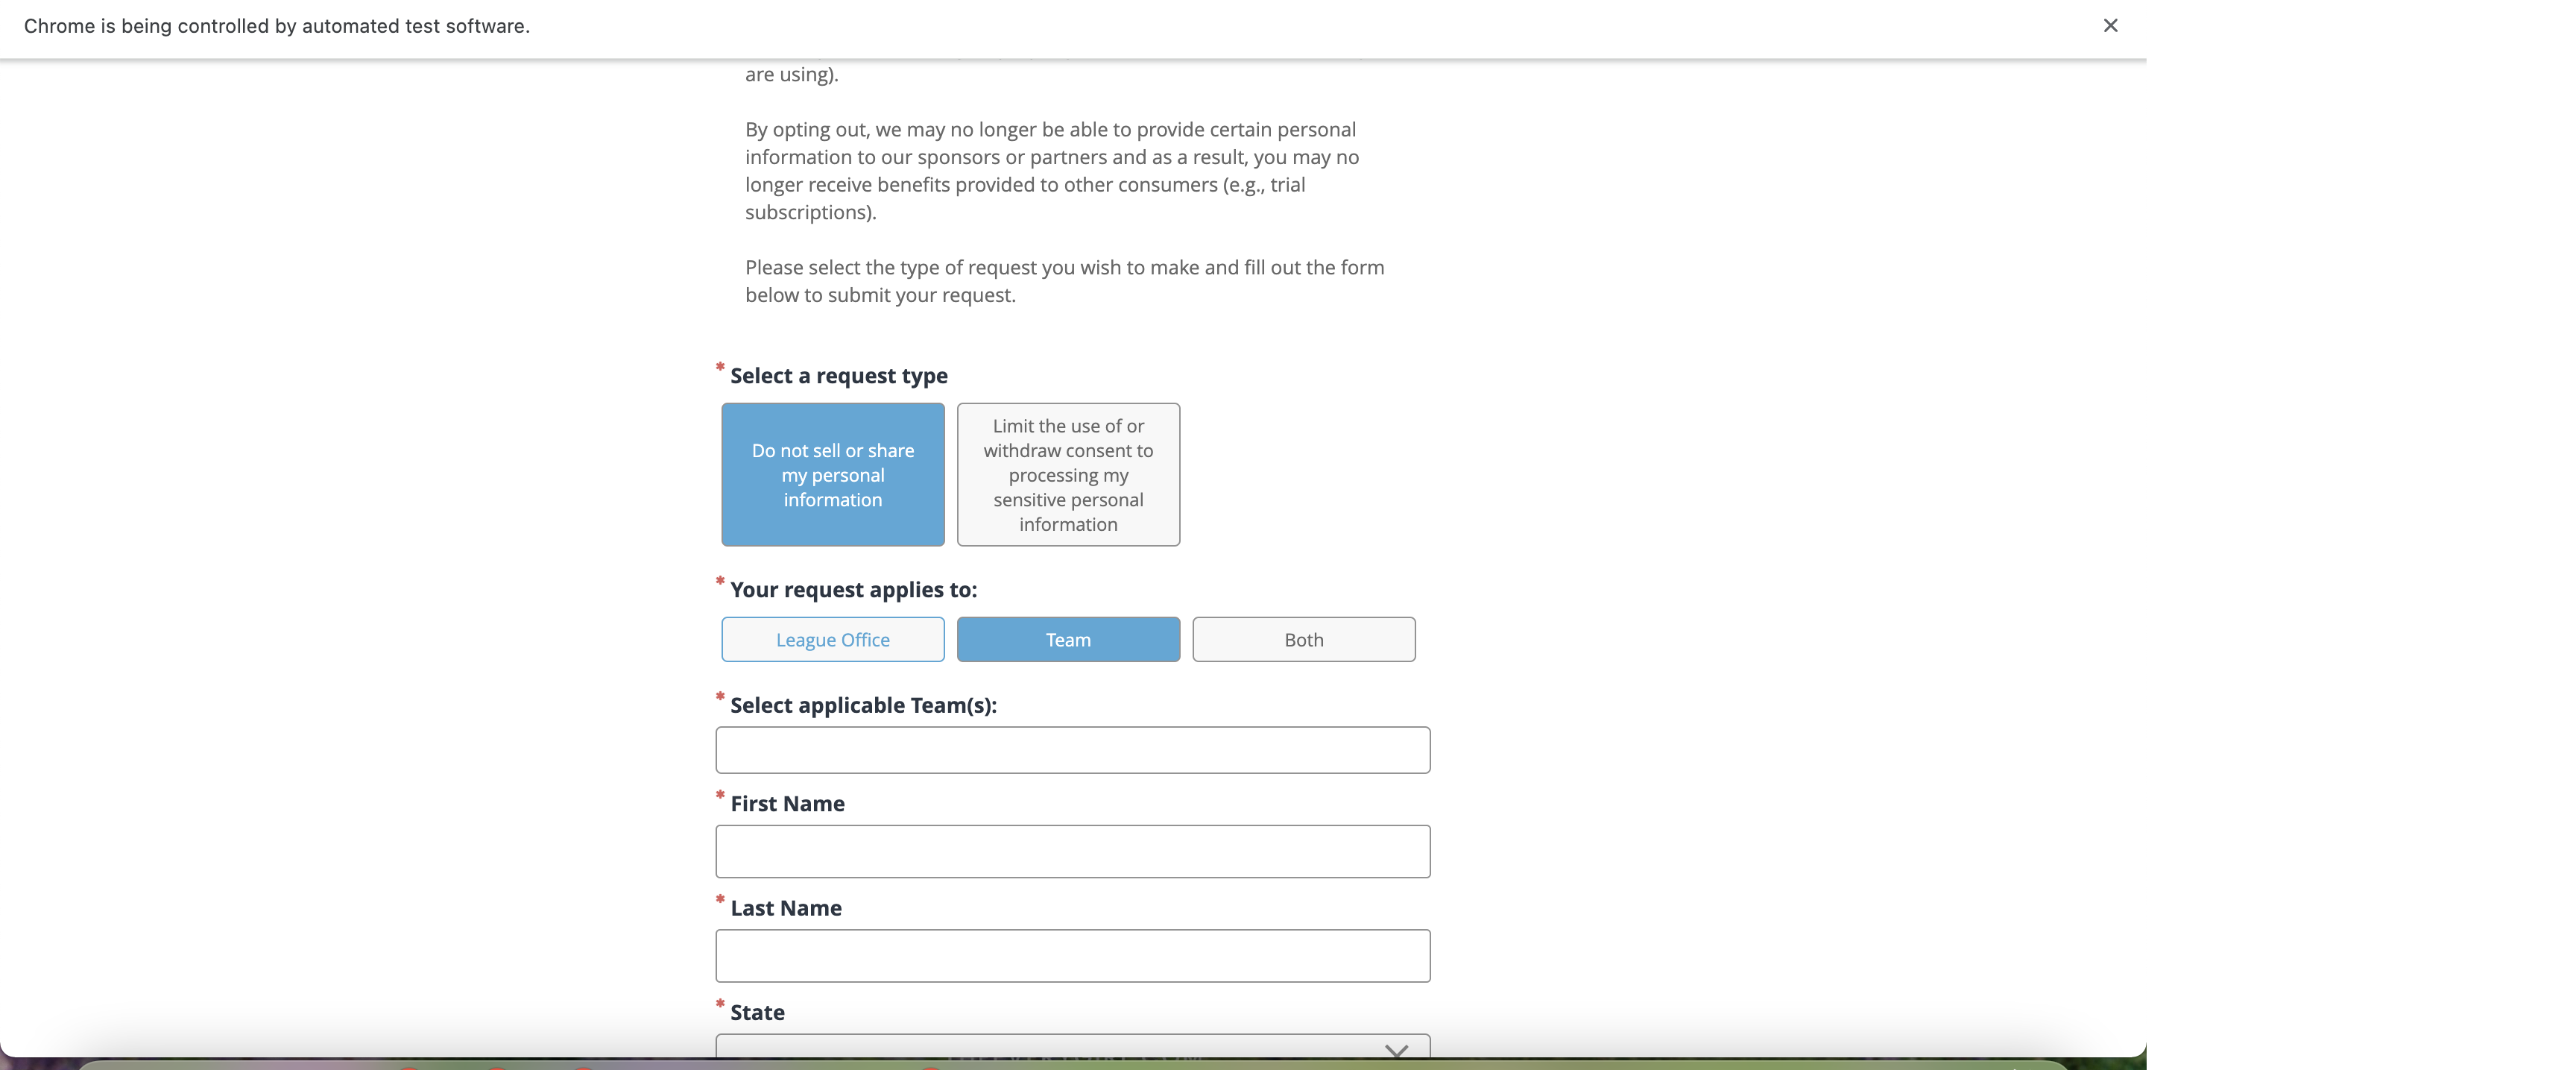 Chrome is being controlled by automated test software.
are using).
By opting out, we may no longer be able to provide certain personal
information to our sponsors or partners and as a result, you may no
longer receive benefits provided to other consumers (e.g., trial
subscriptions).
Please select the type of request you wish to make and fill out the form
below to submit your request.
* Select a request type
Do not sell or share
my personal
information
Limit the use of or
withdraw consent to
processing my
sensitive personal
information
* Your request applies to:
League Office
Team
Both
* Select applicable Team(s):
* First Name
* Last Name
* State